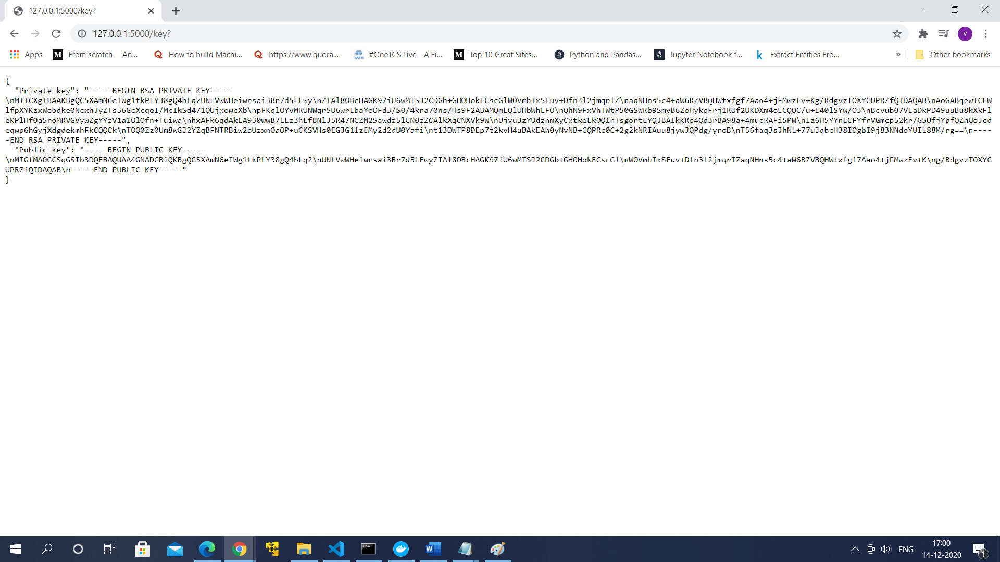 127.0.0.1:5000/key?
127.0.0.1:5000/key?
V
Apps
From scratch — An...
How to build Machi...
https://www.quora....
#OneTCS Live - A Fi...
Top 10 Great Sites...
Python and Pandas...
Jupyter Notebook f...
Extract Entities Fro...
»
Other bookmarks
{
"Private key": "-----BEGIN RSA PRIVATE KEY-----
\nMIICXgIBAAKBgQC5XAmN6eIWg1tkPLY38gQ4bLq2UNLVwWHeiwrsai3Br7d5LEwy\nZTAl8OBcHAGK97iU6wMTSJ2CDGb+GHOHokECscGlWOVmhIxSEuv+Dfn3l2jmqrIZ\naqNHns5c4+aW6RZVBQHWtxfgf7Aao4+jFMwzEv+Kg/RdgvzTOXYCUPRZfQIDAQAB\nAoGABqewTCEW
lfpXYKzxWebdke0NcxhJyZTs36GcXcqeI/McIkSd471QUjxowcXb\npFKqlOYvMRUNWqr5U6wrEbaYoOFd3/S0/4kra70ns/Hs9F2ABAMQmLQlUHbWhLFO\nQhN9FxVhTWtP50GSWRb9SmyB6ZoHykqFrj1RUf2UKDXm4oECQQC/u+E40lSYw/O3\nBcvub07VEaDkPD49uuBu8kXkFl
eKPlHf0a5roMRVGVywZgYYzV1a1OlOfn+Tuiwa\nhxAFk6qdAkEA930wwB7LLz3hLfBNlJ5R47NCZM2Sawdz5lCN0zZCAlkXqCNXVk9W\nUjvu3zYUdznmXyCxtkeLk0QInTsgortEYQJBAIkKRo4Qd3rBA98a+4mucRAFi5PW\nIz6H5YYnECFYfrVGmcp52kr/G5UfjYpfQZhUoJcd
eqwp6hGyjXdgdekmhFkCQQCk\nTOQ0Zz0Um8wGJ2YZqBFNTRBiw2bUzxnOaOP+uCKSVHs0EGJG1lzEMy2d2dU0Yafi\nt13DWTP8DEp7t2kvH4uBAkEAh0yNvNB+CQPRc0C+2g2kNRIAuu8jywJQPdg/yroB\nT56faq3sJhNL+77uJqbcH38IOgbI9j83NNdoYUIL88M/rg==\n----
-END RSA PRIVATE KEY-----",
"Public key": "-----BEGIN PUBLIC KEY-----
\nMIGfMA0GCSqGSIb3DQEBAQUAA4GNADCBiQKBgQC5XAmN6eIWg1tkPLY38gQ4bLq2\nUNLVwWHeiwrsai3Br7d5LEwyZTAl8OBcHAGK97iU6wMTSJ2CDGb+GHOHokECscGl\nWOVmhIxSEuv+Dfn3l2jmqrIZaqNHns5c4+aW6RZVBQHWtxfgf7Aao4+jFMwzEv+K\ng/RdgvzTOXYC
UPRZfQIDAQAB\n-----END PUBLIC KEY-----"
}
ENG
17:00
14-12-2020
1